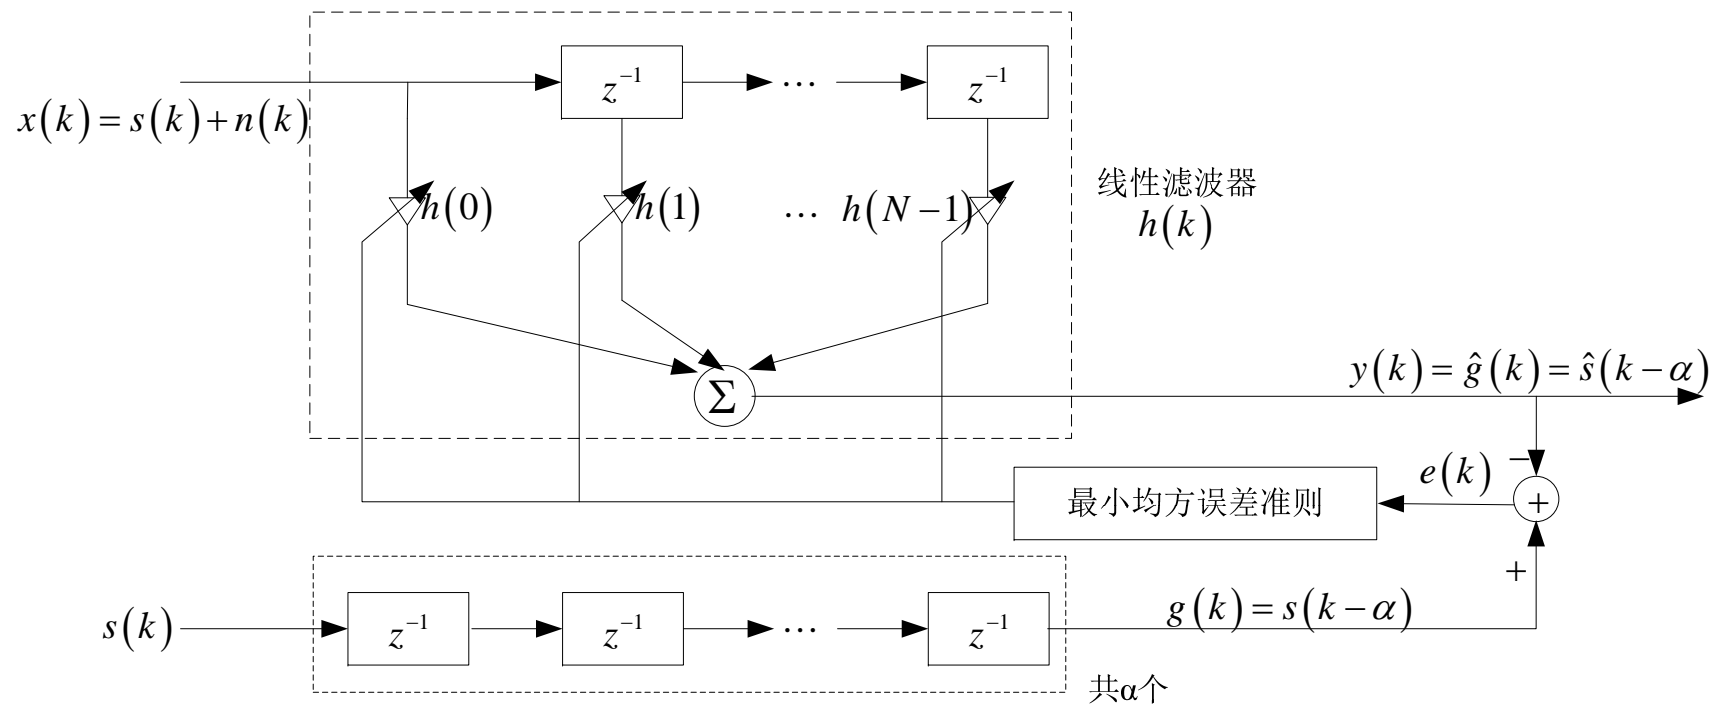 z⁻¹ ⋯ z⁻¹
x(k)=s(k)+n(k)
线性滤波器
h(0) h(1) ⋯ h(N−1)
h(k)
Σ
y(k)=ĝ(k)=ŝ(k−α)
−
e(k)
最小均方误差准则
+
+
s(k) z⁻¹ z⁻¹ ⋯ z⁻¹ g(k)=s(k−α)
共α个